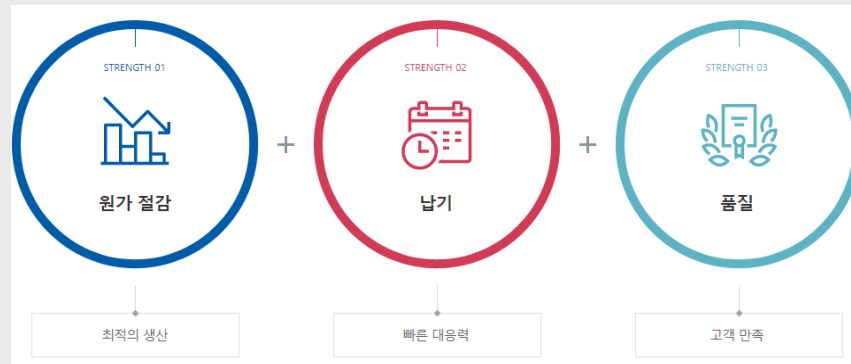 STRENGTH 01
원가 절감
+
STRENGTH 02
납기
+
STRENGTH 03
품질
최적의 생산
빠른 대응력
고객 만족